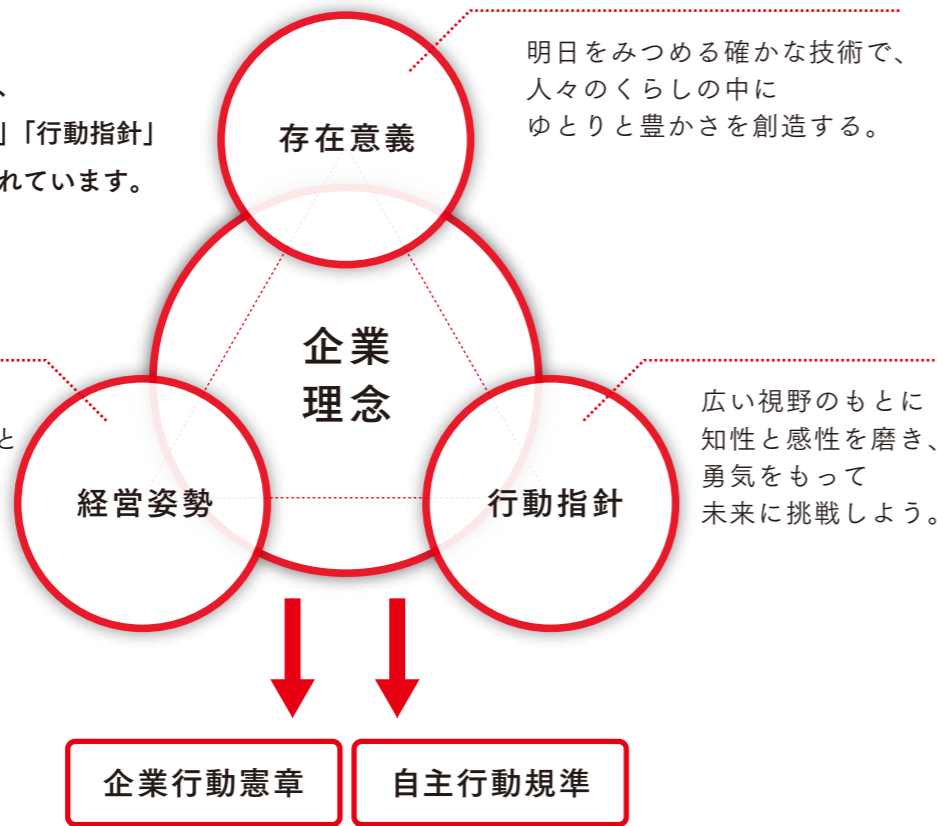 、
」「行動指針」
れています。
存在意義
明日をみつめる確かな技術で、
人々のくらしの中に
ゆとりと豊かさを創造する。
企業
理念
と
経営姿勢
行動指針
広い視野のもとに
知性と感性を磨き、
勇気をもって
未来に挑戦しよう。
企業行動憲章
自主行動規準